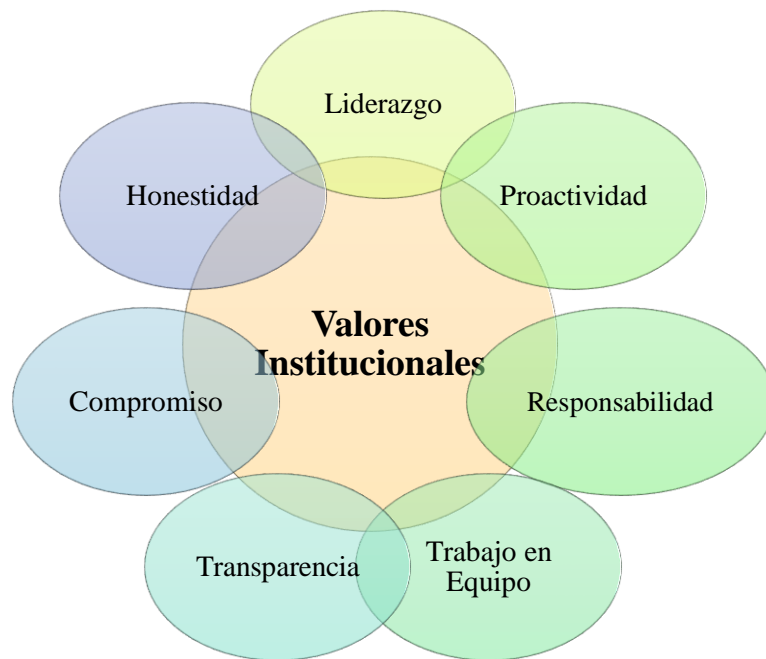 Liderazgo
Honestidad
Proactividad
Valores
Institucionales
Compromiso
Responsabilidad
Transparencia
Trabajo en
Equipo